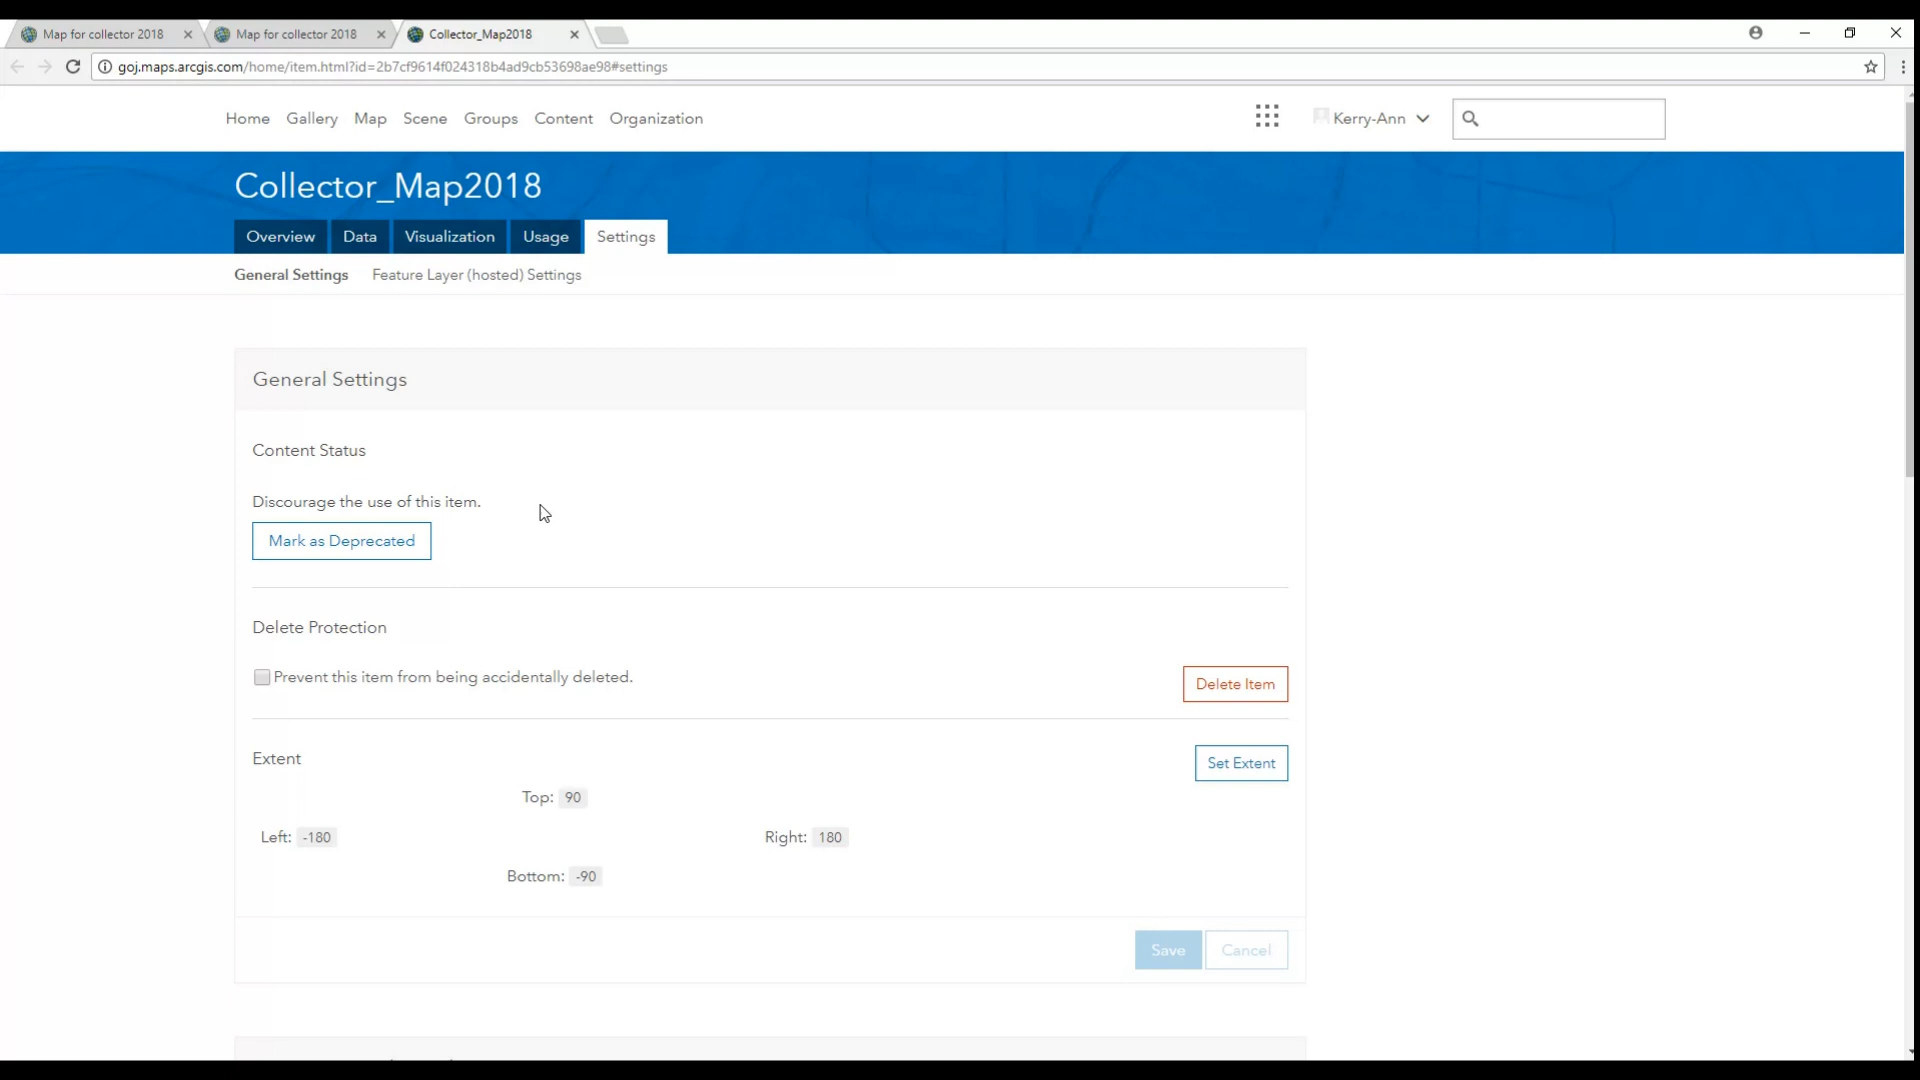 Map for collector 2018 Map for collector 2018 Collector_Map2018
goj.maps.arcgis.com/home/item.html?id=2b7cf9614f024318b4ad9cb53698ae98#settings
Home Gallery Map Scene Groups Content Organization Kerry-Ann
Collector_Map2018
Overview Data Visualization Usage Settings
General Settings Feature Layer (hosted) Settings
General Settings
Content Status
Discourage the use of this item.
Mark as Deprecated
Delete Protection
Prevent this item from being accidentally deleted.
Delete Item
Extent
Set Extent
Top: 90
Left: -180 Right: 180
Bottom: -90
Save Cancel